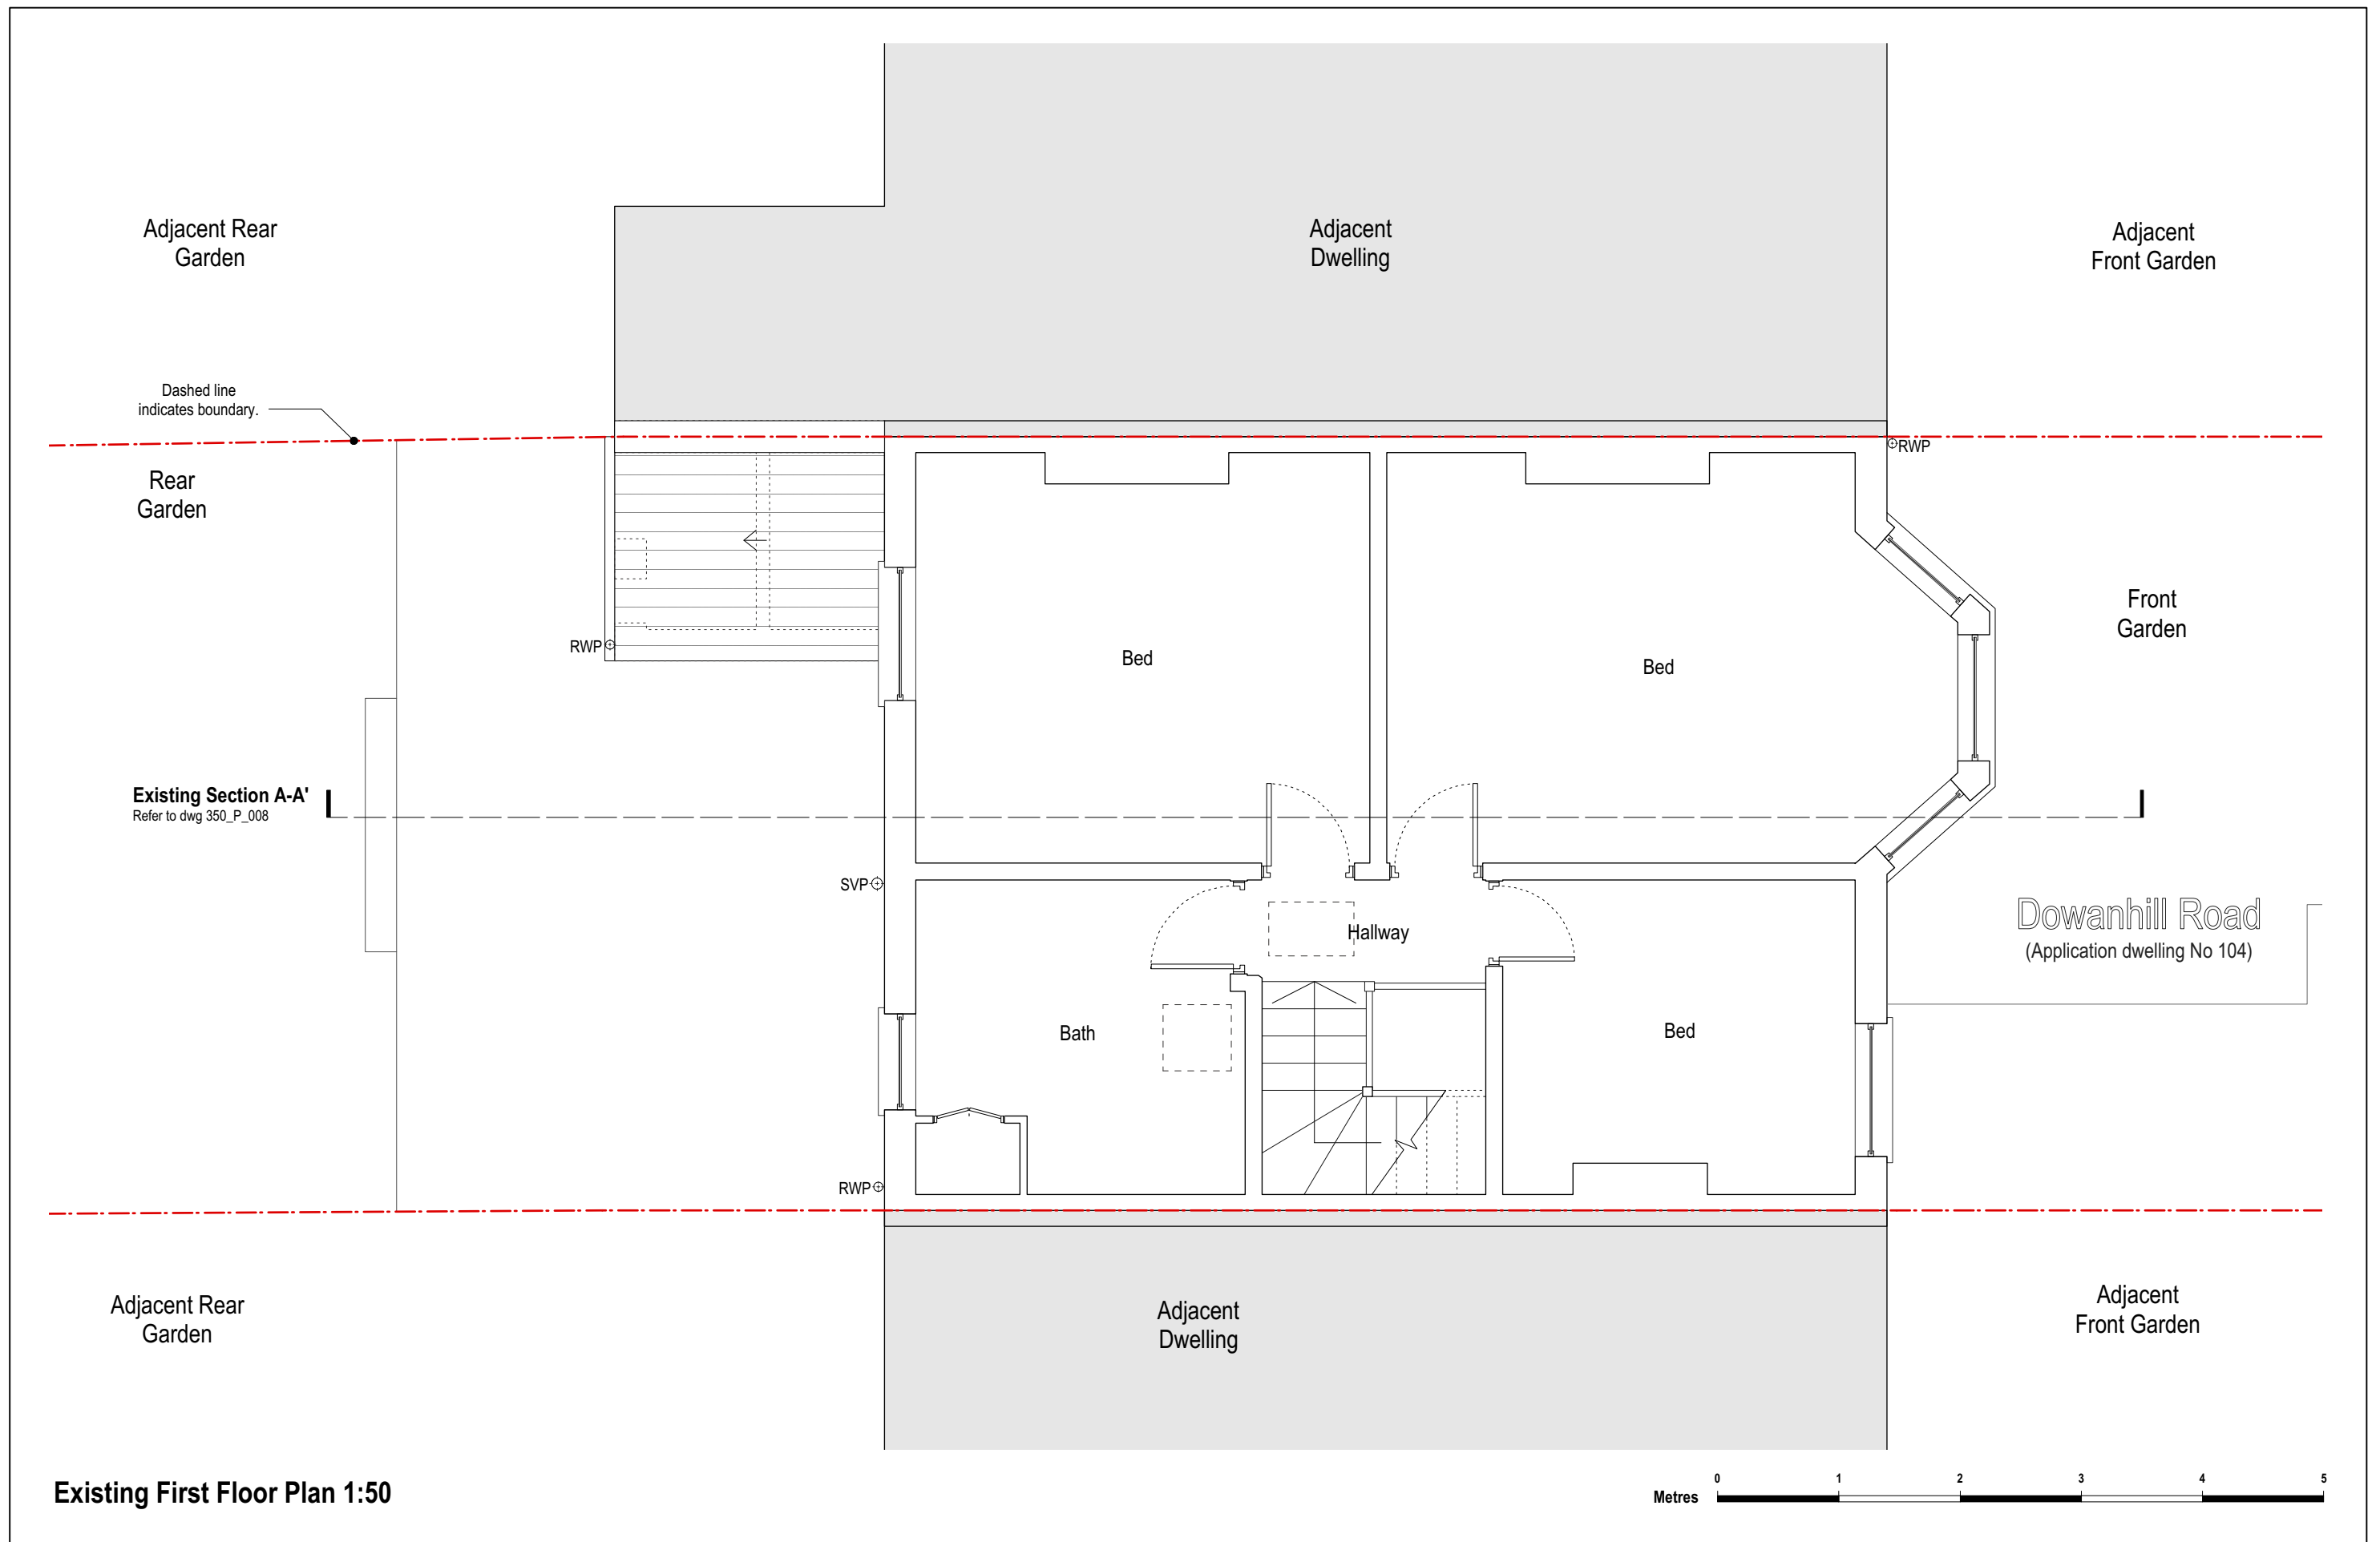 Adjacent Rear
Garden
Adjacent
Dwelling
Adjacent
Front Garden
Dashed line
indicates boundary.
RWP
Rear
Garden
Front
Garden
RWP
Bed
Bed
Existing Section A-A'
Refer to dwg 350_P_008
SVP
Hallway
Dowanhill Road
(Application dwelling No 104)
Bath
Bed
RWP
Adjacent Rear
Garden
Adjacent
Dwelling
Adjacent
Front Garden
Existing First Floor Plan 1:50
Metres
0 1 2 3 4 5